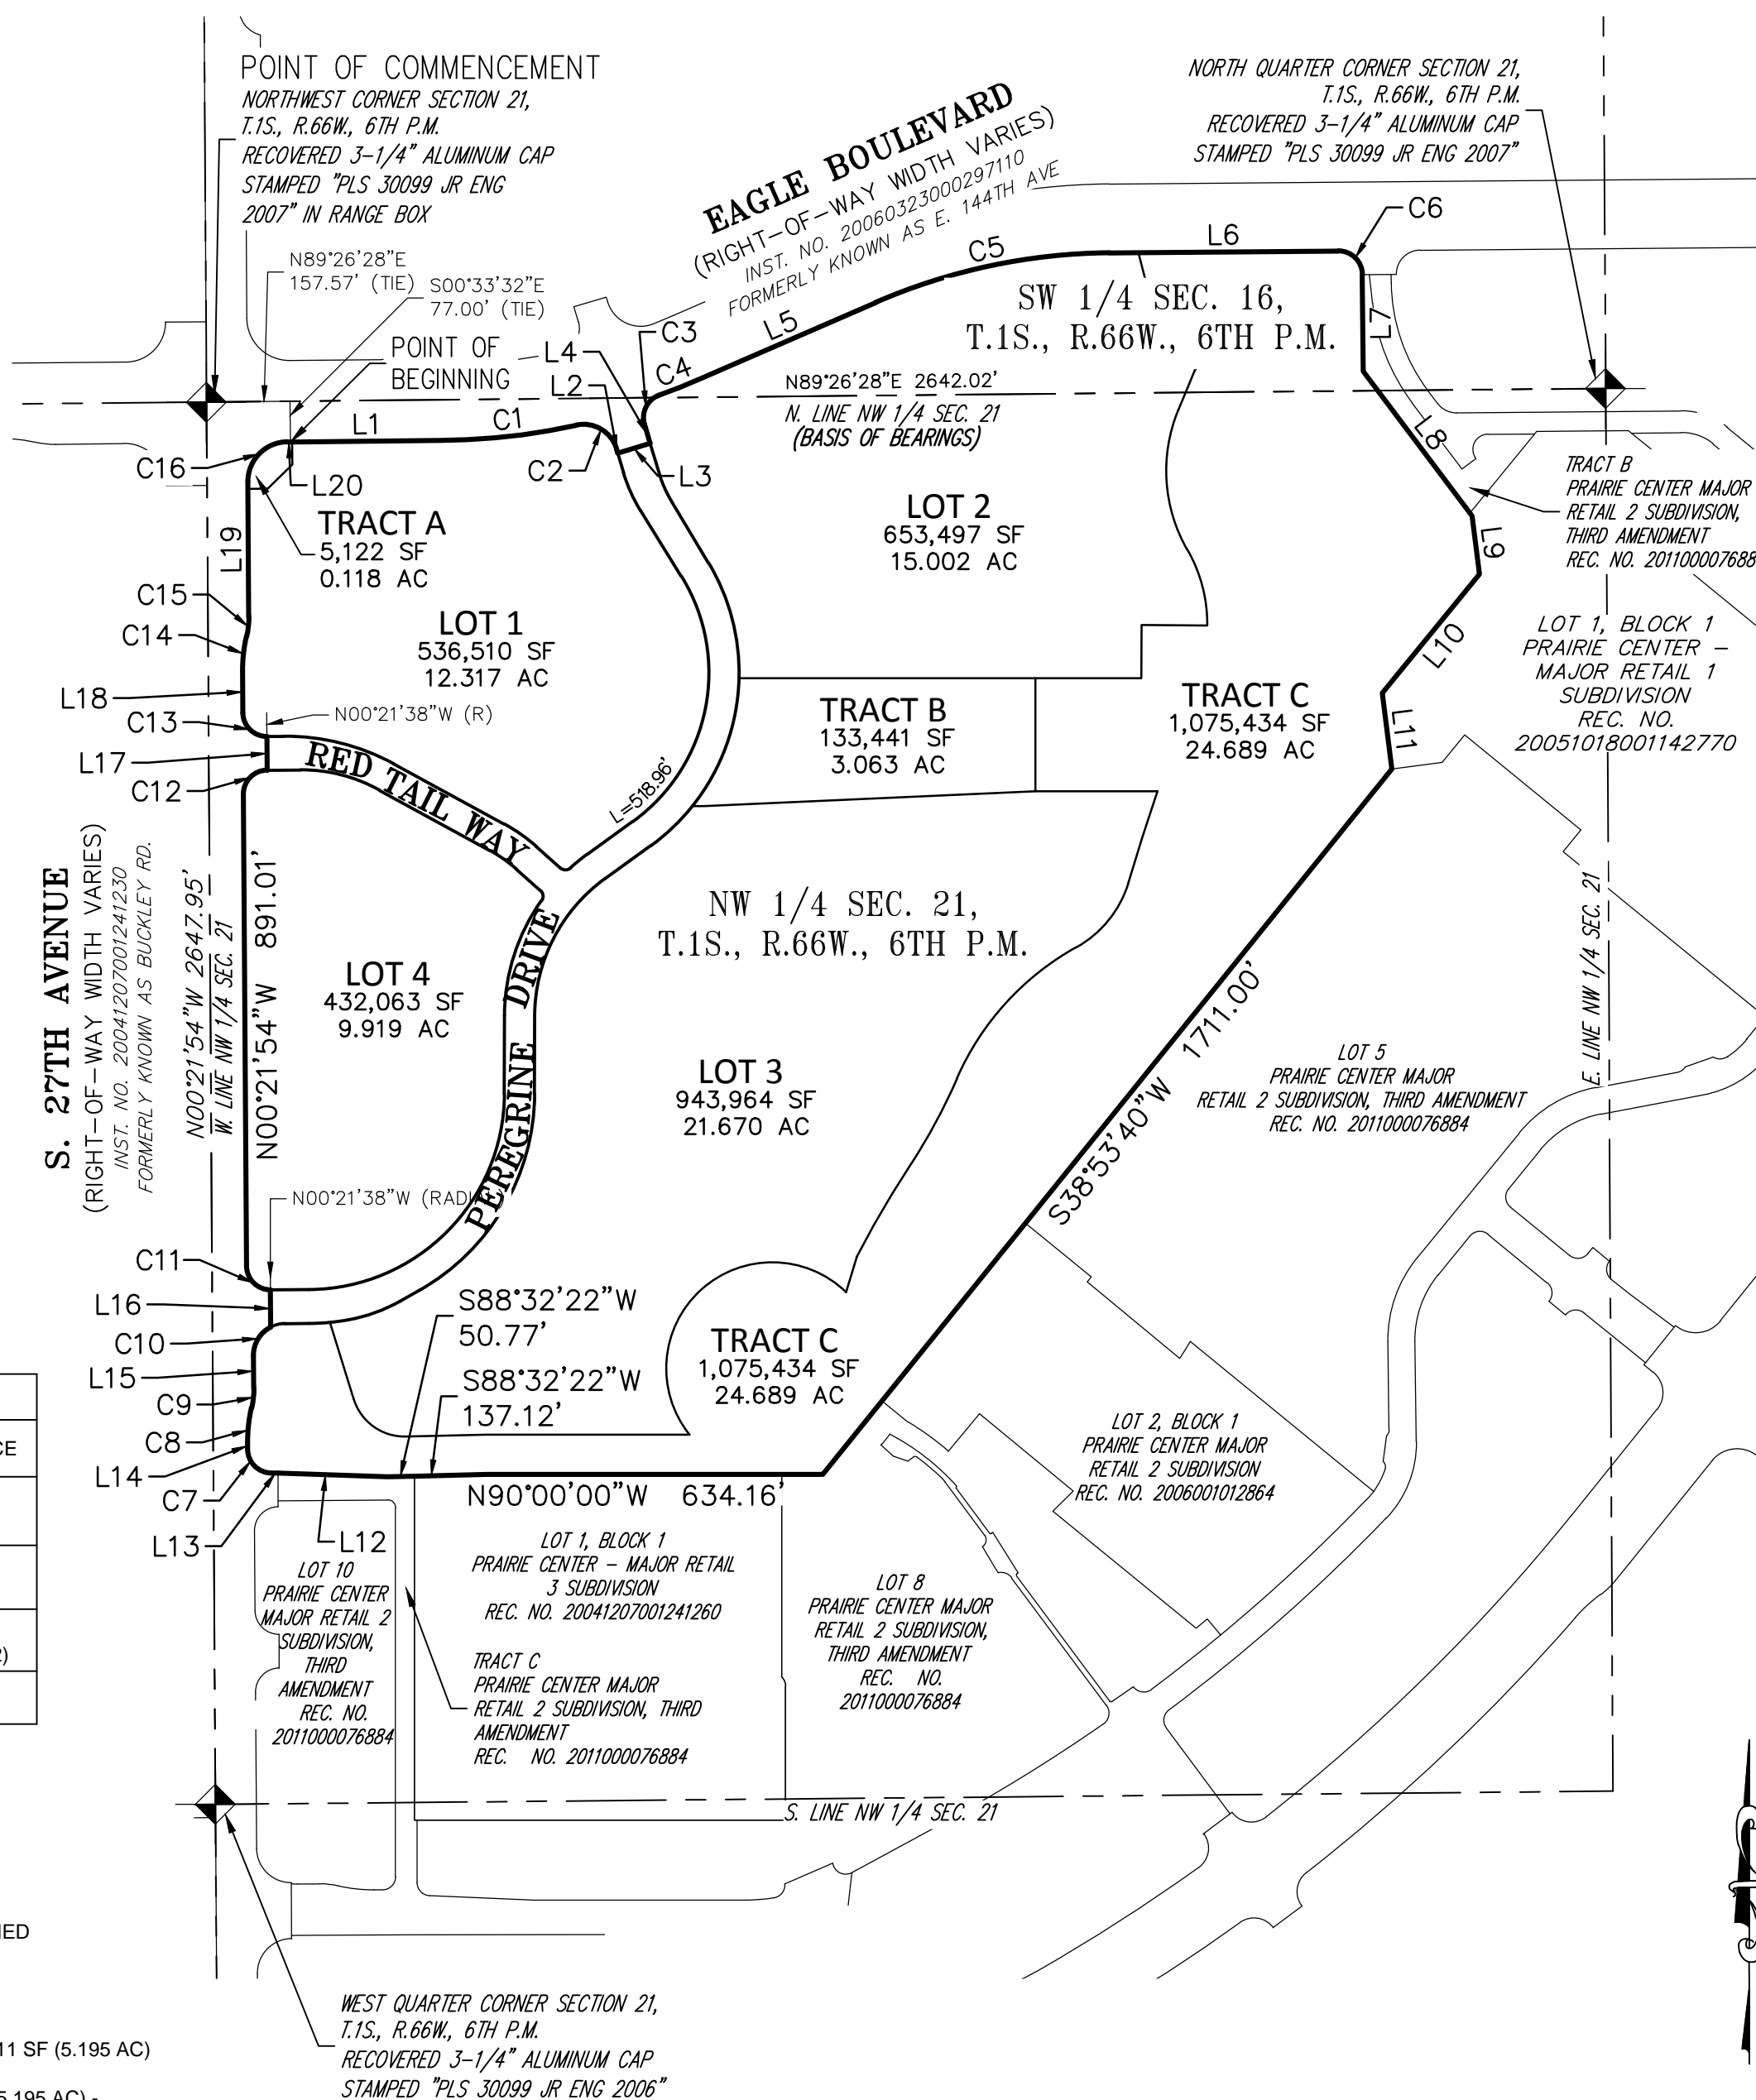 POINT OF COMMENCEMENT
NORTHWEST CORNER SECTION 21,
T.1S., R.66W., 6TH P.M.
RECOVERED 3-1/4" ALUMINUM CAP
STAMPED "PLS 30099 JR ENG
2007" IN RANGE BOX
NORTH QUARTER CORNER SECTION 21,
T.1S., R.66W., 6TH P.M.
RECOVERED 3-1/4" ALUMINUM CAP
STAMPED "PLS 30099 JR ENG 2007"
EAGLE BOULEVARD
(RIGHT-OF-WAY WIDTH VARIES)
INST. NO. 20060323000297110
FORMERLY KNOWN AS E. 144TH AVE
N89°26'28"E
157.57' (TIE)
S00°33'32"E
77.00' (TIE)
POINT OF
BEGINNING
L4
C3
L2
C4
L5
C5
L6
C6
SW 1/4 SEC. 16,
T.1S., R.66W., 6TH P.M.
L7
N89°26'28"E 2642.02'
N. LINE NW 1/4 SEC. 21
(BASIS OF BEARINGS)
L1
C1
C2
L3
C16
L20
L8
TRACT A
5,122 SF
0.118 AC
L19
LOT 2
653,497 SF
15.002 AC
TRACT B
PRAIRIE CENTER MAJOR
RETAIL 2 SUBDIVISION,
THIRD AMENDMENT
REC. NO. 2011000076884
L9
C15
C14
LOT 1
536,510 SF
12.317 AC
L10
LOT 1, BLOCK 1
PRAIRIE CENTER -
MAJOR RETAIL 1
SUBDIVISION
REC. NO.
20051018001142770
L18
C13
N00°21'38"W (R)
L17
C12
RED TAIL WAY
L=518.96'
TRACT B
133,441 SF
3.063 AC
TRACT C
1,075,434 SF
24.689 AC
L11
S. 27TH AVENUE
(RIGHT-OF-WAY WIDTH VARIES)
INST. NO. 20041207001241230
FORMERLY KNOWN AS BUCKLEY RD.
N00°21'54"W 2647.95'
W. LINE NW 1/4 SEC. 21
N00°21'54"W 891.01'
NW 1/4 SEC. 21,
T.1S., R.66W., 6TH P.M.
E. LINE NW 1/4 SEC. 21
LOT 4
432,063 SF
9.919 AC
PEREGRINE DRIVE
LOT 3
943,964 SF
21.670 AC
S38°53'40"W 1711.00'
LOT 5
PRAIRIE CENTER MAJOR
RETAIL 2 SUBDIVISION, THIRD AMENDMENT
REC. NO. 2011000076884
N00°21'38"W
C11
L16
C10
L15
C9
C8
L14
C7
L13
L12
S88°32'22"W
50.77'
S88°32'22"W
137.12'
TRACT C
1,075,434 SF
24.689 AC
N90°00'00"W 634.16'
LOT 2, BLOCK 1
PRAIRIE CENTER MAJOR
RETAIL 2 SUBDIVISION
REC. NO. 2006001012864
LOT 10
PRAIRIE CENTER
MAJOR RETAIL 2
SUBDIVISION,
THIRD
AMENDMENT
REC. NO.
2011000076884
LOT 1, BLOCK 1
PRAIRIE CENTER - MAJOR RETAIL
3 SUBDIVISION
REC. NO. 20041207001241260
TRACT C
PRAIRIE CENTER MAJOR
RETAIL 2 SUBDIVISION, THIRD
AMENDMENT
REC. NO. 2011000076884
LOT 8
PRAIRIE CENTER MAJOR
RETAIL 2 SUBDIVISION,
THIRD AMENDMENT
REC. NO.
2011000076884
S. LINE NW 1/4 SEC. 21
WEST QUARTER CORNER SECTION 21,
T.1S., R.66W., 6TH P.M.
RECOVERED 3-1/4" ALUMINUM CAP
STAMPED "PLS 30099 JR ENG 2006"
11 SF (5.195 AC)